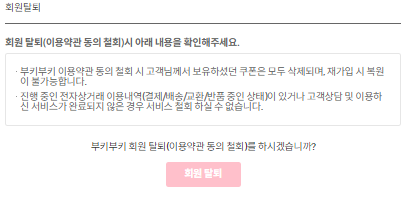 회원탈퇴
회원 탈퇴(이용약관 동의 철회)시 아래 내용을 확인해주세요.
· 부키부키 이용약관 동의 철회 시 고객님께서 보유하셨던 쿠폰은 모두 삭제되며, 재가입 시 복원
이 불가능합니다.
· 진행 중인 전자상거래 이용내역(결제/배송/교환/반품 중인 상태)이 있거나 고객상담 및 이용하
신 서비스가 완료되지 않은 경우 서비스 철회 하실 수 없습니다.
부키부키 회원 탈퇴(이용약관 동의 철회)를 하시겠습니까?
회원 탈퇴